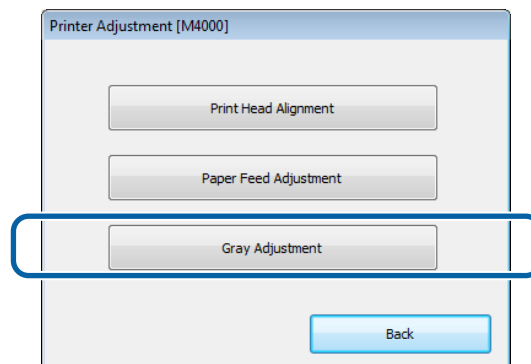 Printer Adjustment [M4000]
Print Head Alignment
Paper Feed Adjustment
Gray Adjustment
Back